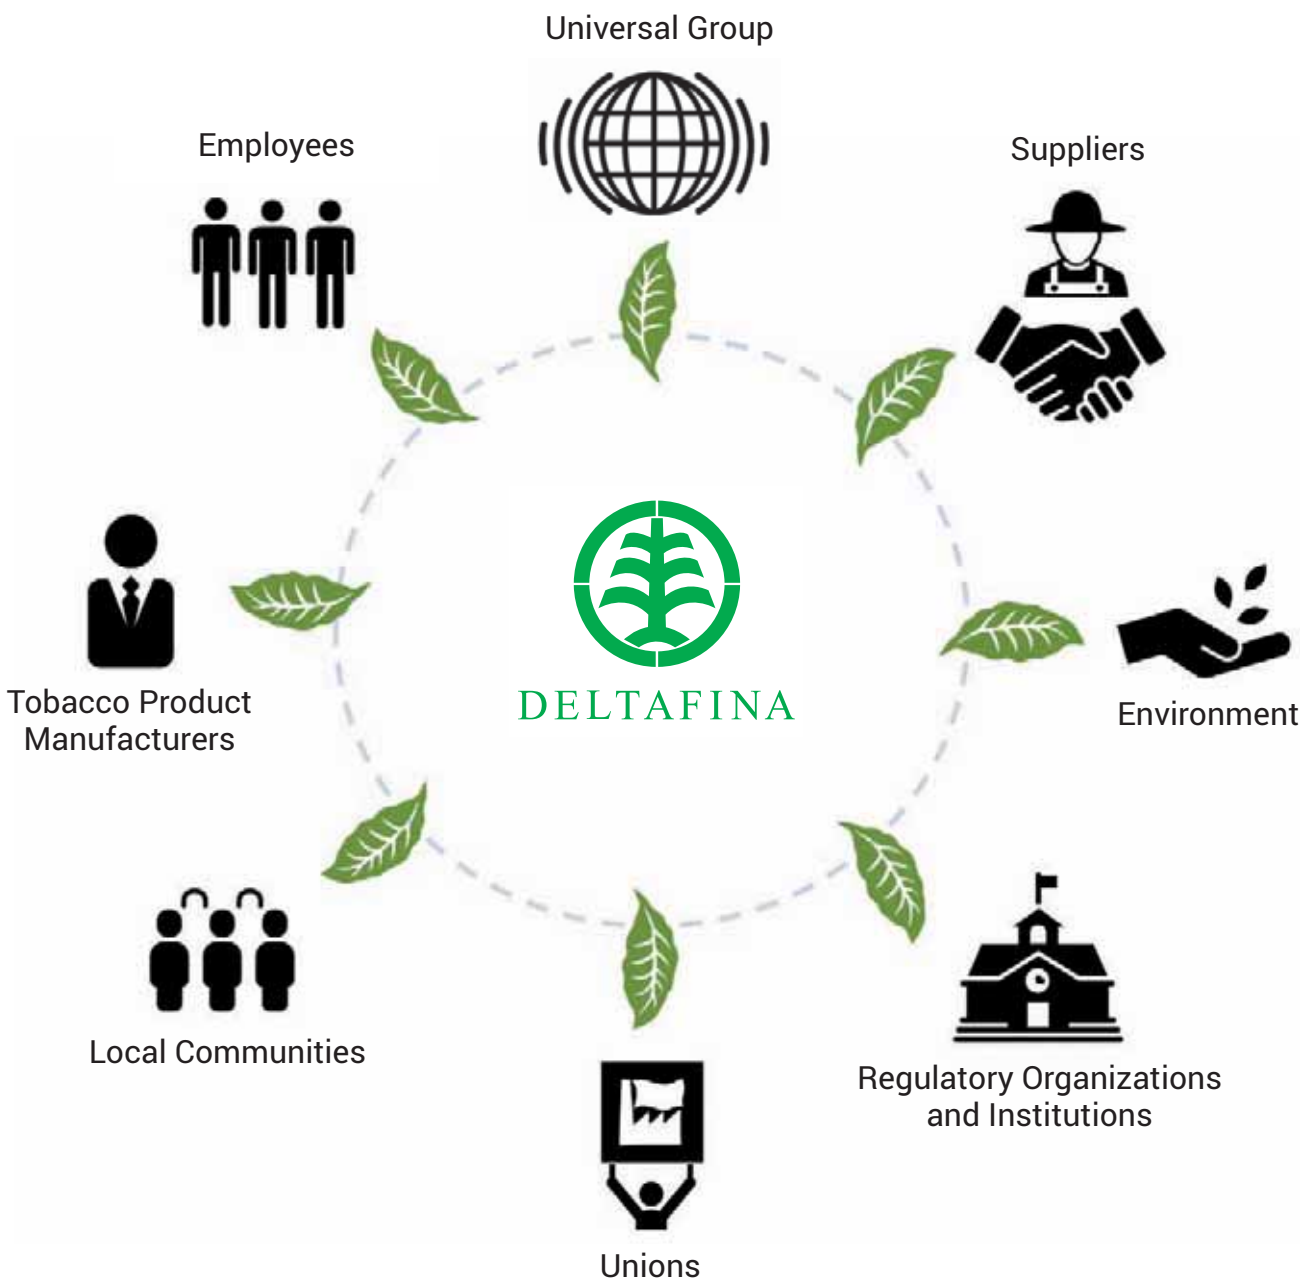 Universal Group
Employees
Suppliers
DELTAFINA
Tobacco Product
Manufacturers
Environment
Local Communities
Regulatory Organizations
and Institutions
Unions